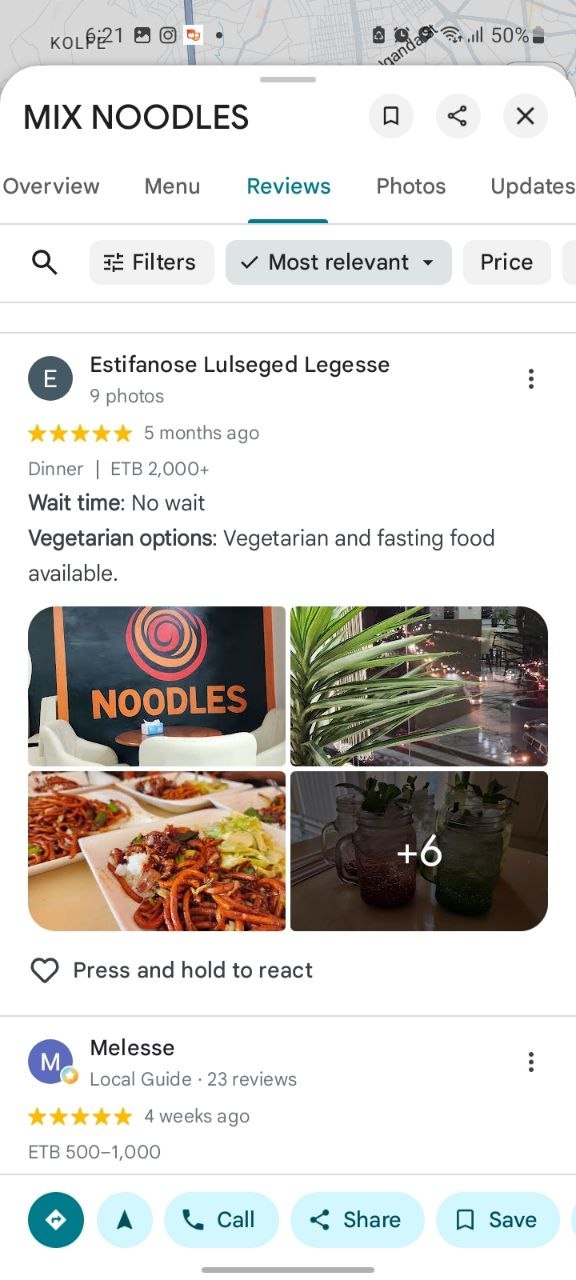 KOLFE
6:21
50%
MIX NOODLES
Overview Menu Reviews Photos Updates
Filters Most relevant Price
E
Estifanose Lulseged Legesse
9 photos
5 months ago
Dinner | ETB 2,000+
Wait time: No wait
Vegetarian options: Vegetarian and fasting food
available.
NOODLES
+6
Press and hold to react
M
Melesse
Local Guide · 23 reviews
4 weeks ago
ETB 500–1,000
Call Share Save